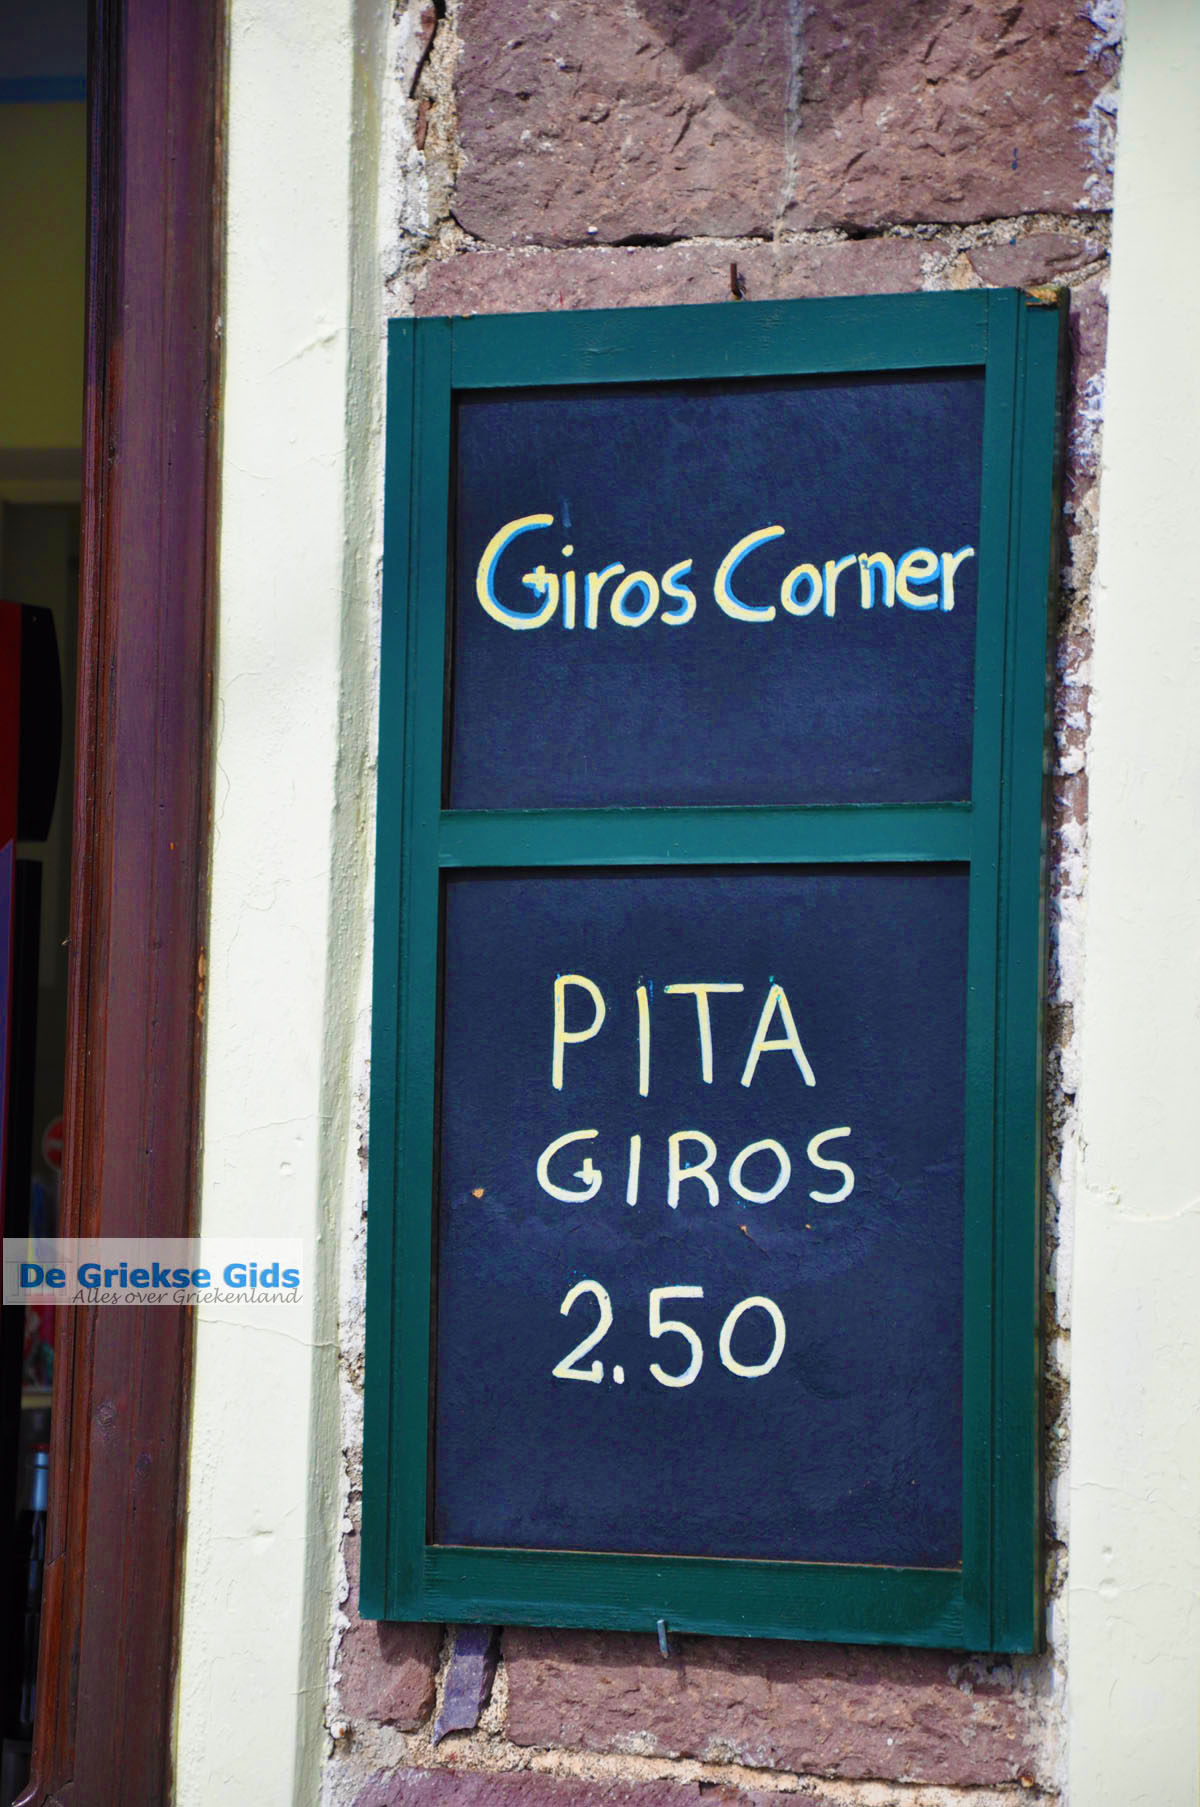 Giros Corner
PITA
GIROS
2.50
De Griekse Gids
Alles over Griekenland